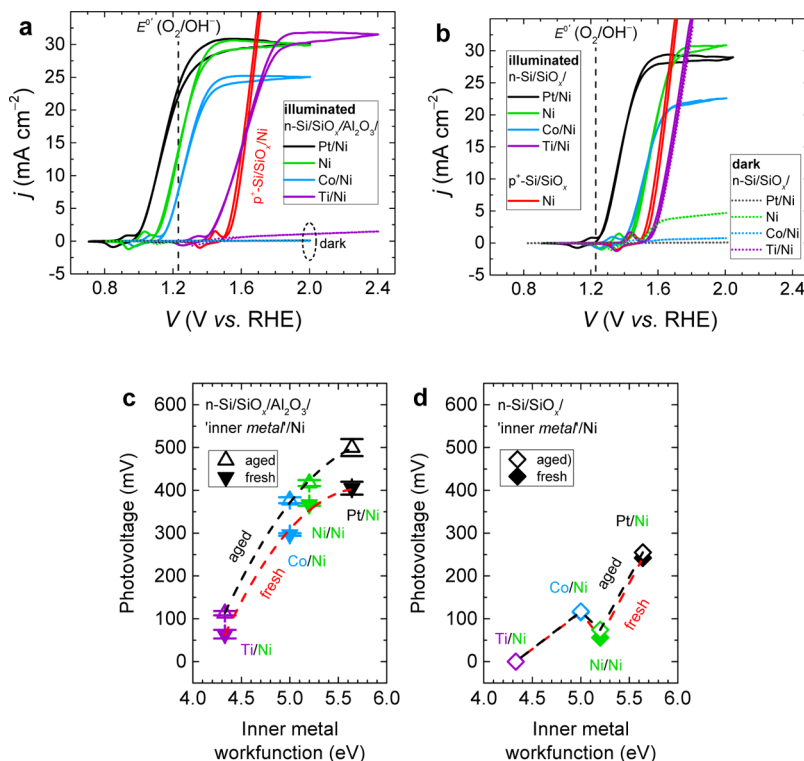 a
E⁰′ (O₂/OH⁻)
30
25
20
15
10
5
0
-5
j (mA cm⁻²)
0.8 1.2 1.6 2.0 2.4
V (V vs. RHE)
p⁺-Si/SiOₓ/Ni
illuminated
n-Si/SiOₓ/Al₂O₃/
Pt/Ni
Ni
Co/Ni
Ti/Ni
dark
b
E⁰′ (O₂/OH⁻)
30
25
20
15
10
5
0
-5
j (mA cm⁻²)
0.8 1.2 1.6 2.0 2.4
V (V vs. RHE)
illuminated
n-Si/SiOₓ/
Pt/Ni
Ni
Co/Ni
Ti/Ni
p⁺-Si/SiOₓ
Ni
dark
n-Si/SiOₓ/
Pt/Ni
Ni
Co/Ni
Ti/Ni
c
n-Si/SiOₓ/Al₂O₃/
'inner metal'/Ni
aged
fresh
600
500
400
300
200
100
0
Photovoltage (mV)
Pt/Ni
Ni/Ni
Co/Ni
Ti/Ni
aged
fresh
4.0 4.5 5.0 5.5 6.0
Inner metal
workfunction (eV)
d
n-Si/SiOₓ/
'inner metal'/Ni
aged)
fresh
600
500
400
300
200
100
0
Photovoltage (mV)
Pt/Ni
Co/Ni
aged
fresh
Ti/Ni
Ni/Ni
4.0 4.5 5.0 5.5 6.0
Inner metal
workfunction (eV)